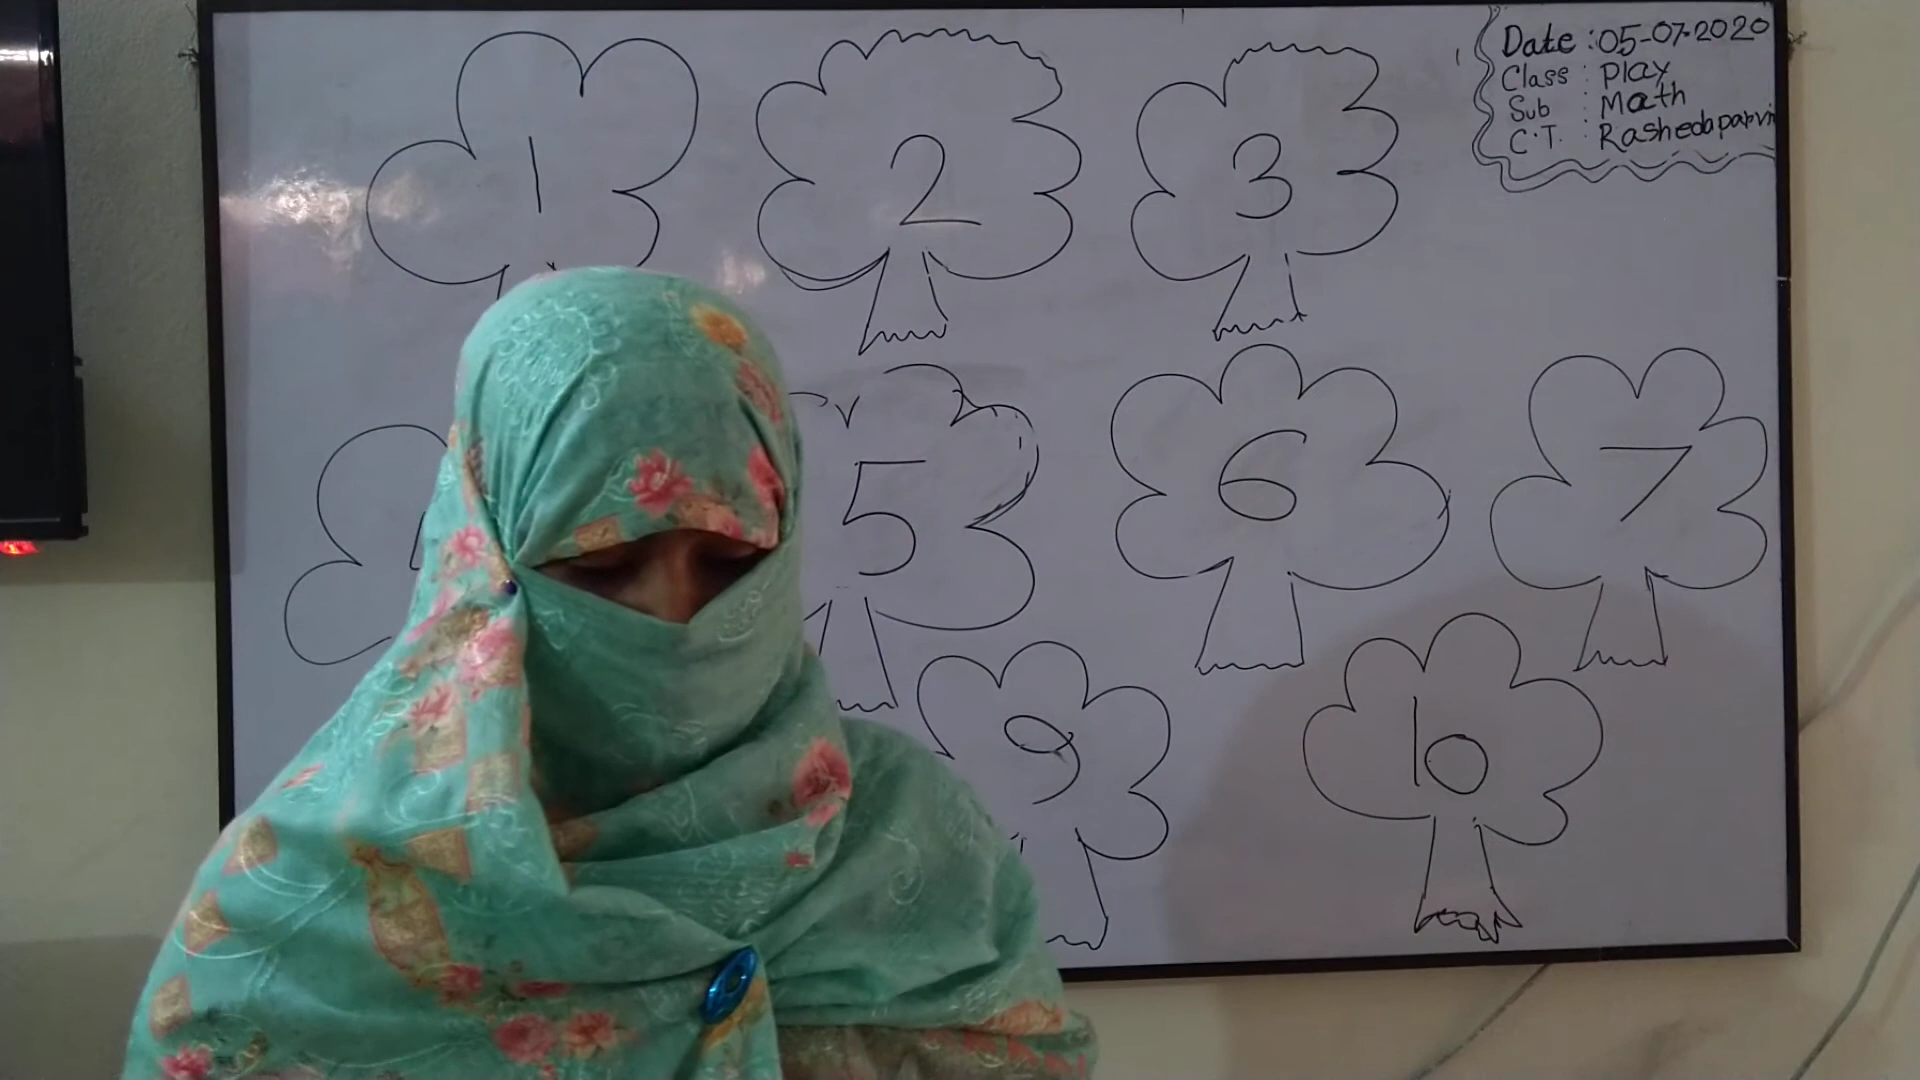 Date : 05-07-2020
Class : Play
Sub : Math
C.T. : Rasheda parvin
1 2 3
5 6 7
9 10